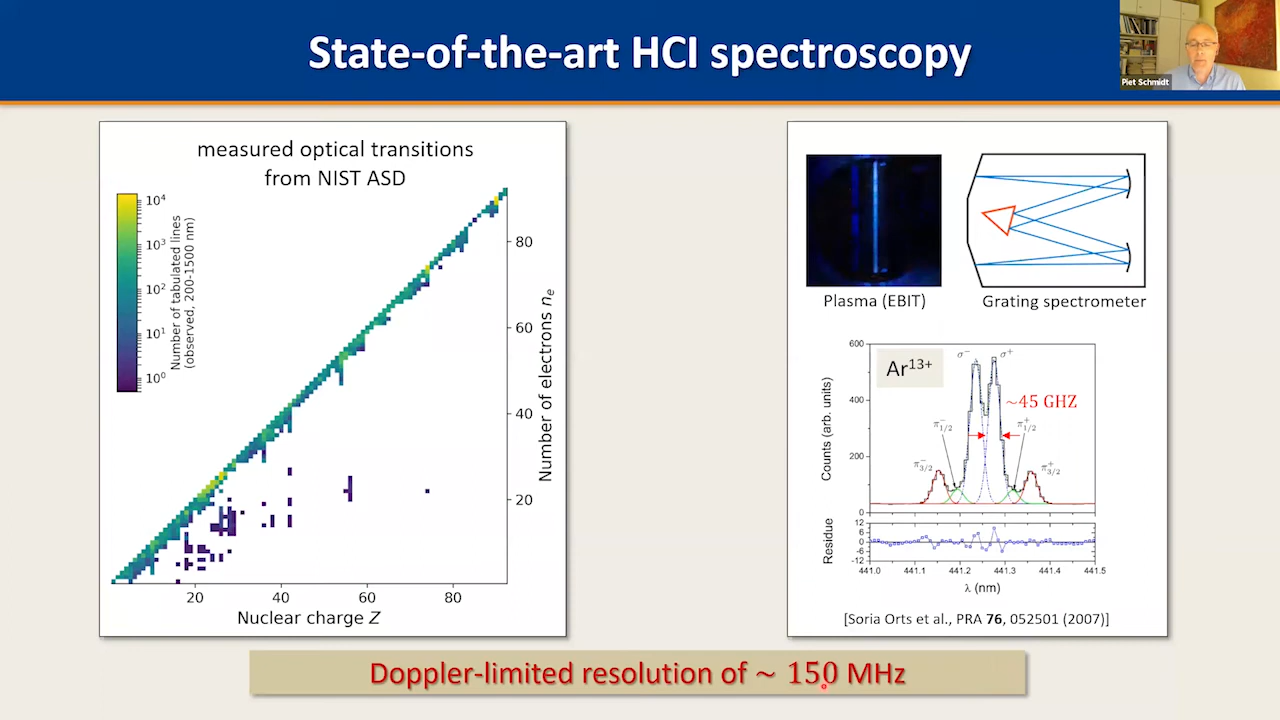 State-of-the-art HCI spectroscopy
Piet Schmidt
measured optical transitions
from NIST ASD
10⁴
10³
10²
10¹
10⁰
Number of tabulated lines
(observed, 200-1500 nm)
80
60
40
20
Number of electrons nₑ
20 40 60 80
Nuclear charge Z
Plasma (EBIT)
Grating spectrometer
Ar¹³⁺
σ⁻ σ⁺
~45 GHZ
π⁻₁/₂ π⁺₁/₂
π⁻₃/₂ π⁺₃/₂
600
400
200
0
Counts (arb. units)
12
6
0
-6
-12
Residue
441.0 441.1 441.2 441.3 441.4 441.5
λ (nm)
[Soria Orts et al., PRA 76, 052501 (2007)]
Doppler-limited resolution of ~ 150 MHz